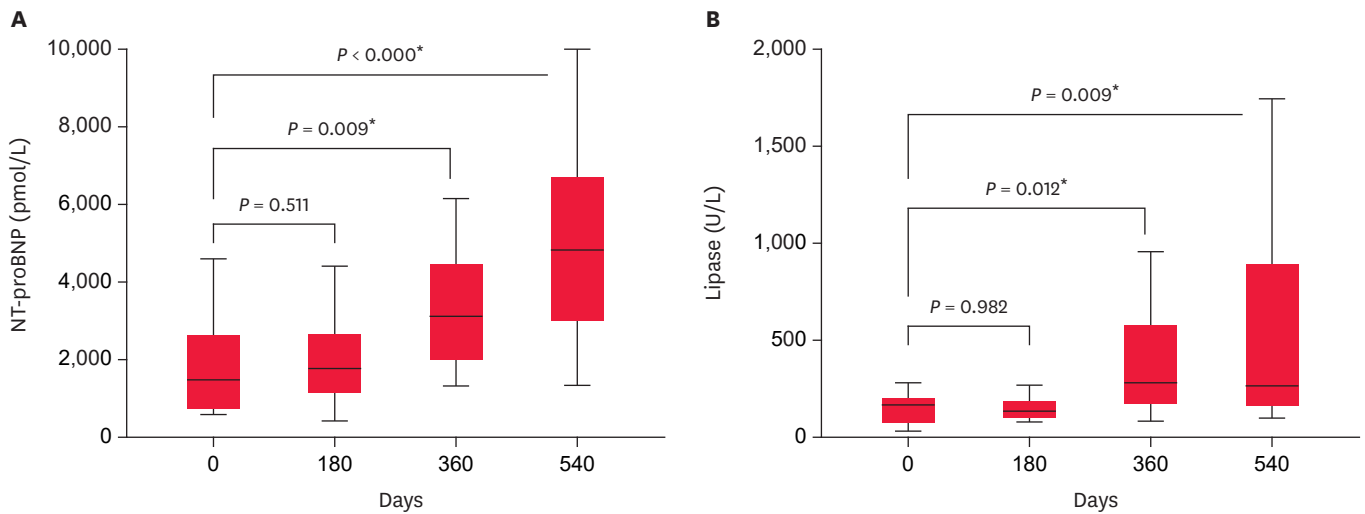 A
NT-proBNP (pmol/L)
10,000
8,000
6,000
4,000
2,000
0
P < 0.000*
P = 0.009*
P = 0.511
0 180 360 540
Days
B
Lipase (U/L)
2,000
1,500
1,000
500
0
P = 0.009*
P = 0.012*
P = 0.982
0 180 360 540
Days